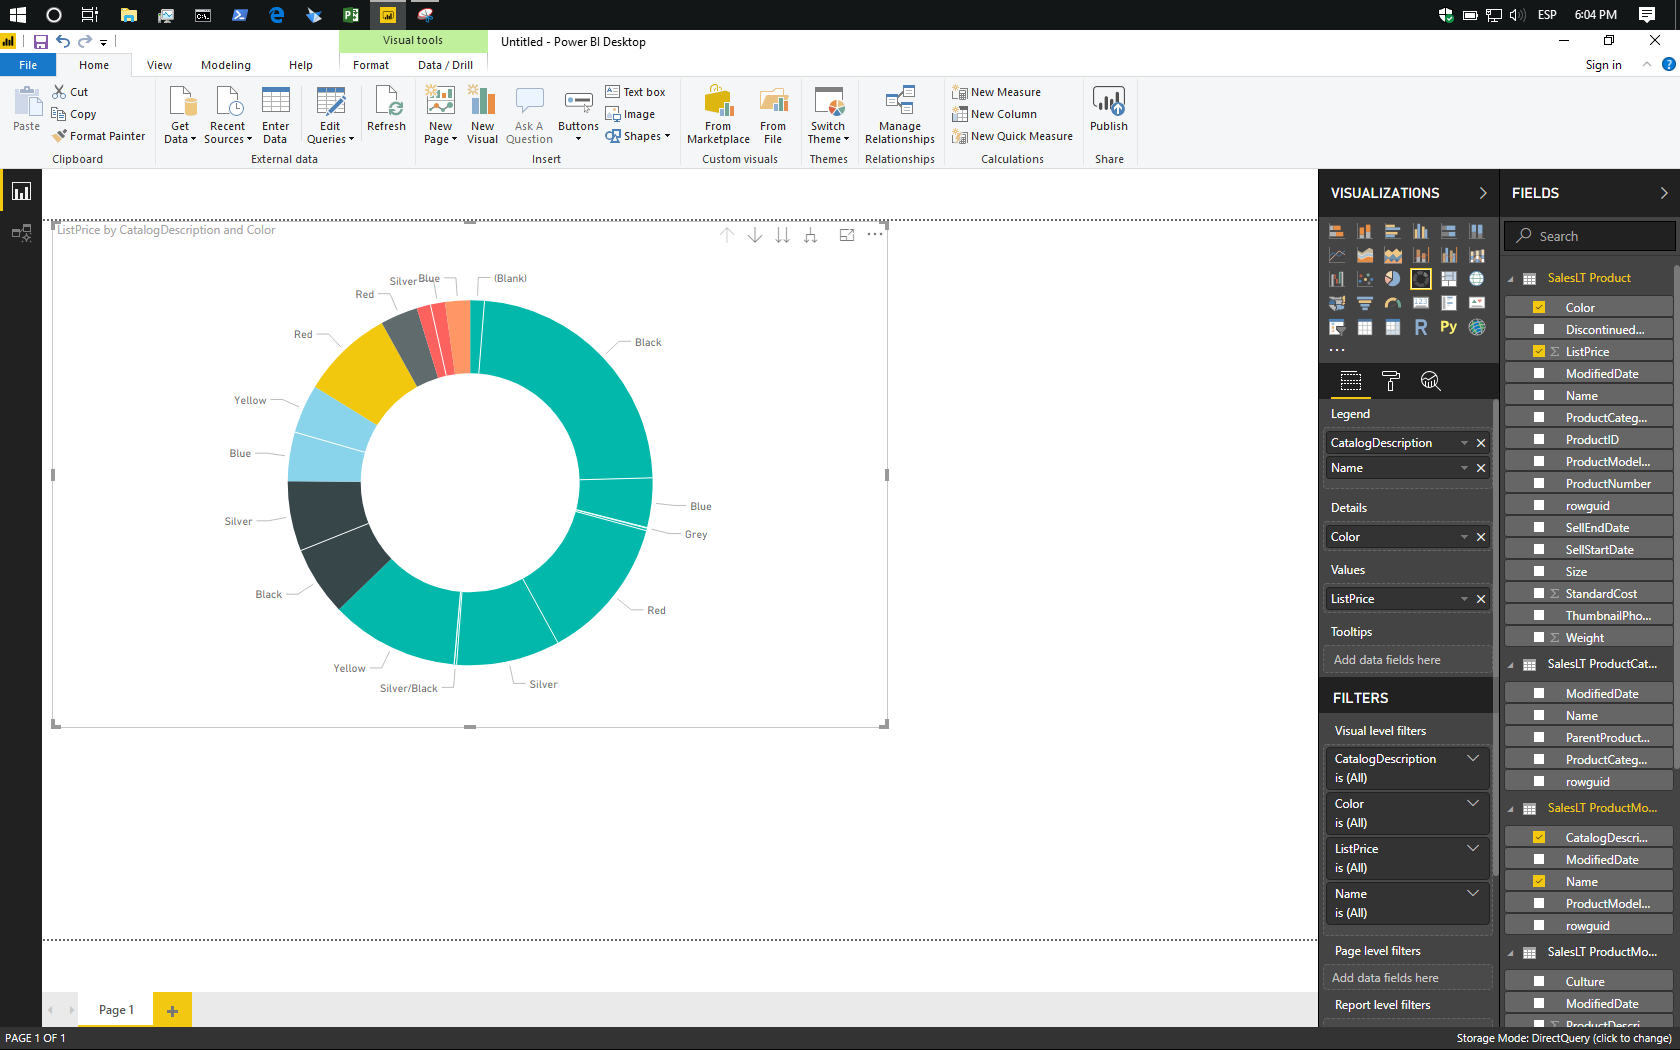 ESP 6:04 PM
Visual tools
Untitled - Power BI Desktop
File Home View Modeling Help Format Data / Drill
Sign in
Paste
Cut
Copy
Format Painter
Clipboard
Get Data
Recent Sources
Enter Data
Edit Queries
Refresh
External data
New Page
New Visual
Ask A Question
Buttons
Text box
Image
Shapes
Insert
From Marketplace
From File
Custom visuals
Switch Theme
Themes
Manage Relationships
Relationships
New Measure
New Column
New Quick Measure
Calculations
Publish
Share
ListPrice by CatalogDescription and Color
(Blank)
Black
Blue
Grey
Red
Silver
Silver/Black
Yellow
Black
Silver
Blue
Yellow
Red
Red
Silver
Blue
VISUALIZATIONS
R Py
Legend
CatalogDescription
Name
Details
Color
Values
ListPrice
Tooltips
Add data fields here
FILTERS
Visual level filters
CatalogDescription
is (All)
Color
is (All)
ListPrice
is (All)
Name
is (All)
Page level filters
Add data fields here
Report level filters
FIELDS
Search
SalesLT Product
Color
Discontinued...
ListPrice
ModifiedDate
Name
ProductCateg...
ProductID
ProductModel...
ProductNumber
rowguid
SellEndDate
SellStartDate
Size
StandardCost
ThumbnailPho...
Weight
SalesLT ProductCat...
ModifiedDate
Name
ParentProduct...
ProductCateg...
rowguid
SalesLT ProductMo...
CatalogDescri...
ModifiedDate
Name
ProductModel...
rowguid
SalesLT ProductMo...
Culture
ModifiedDate
ProductDescri...
Page 1
PAGE 1 OF 1
Storage Mode: DirectQuery (click to change)